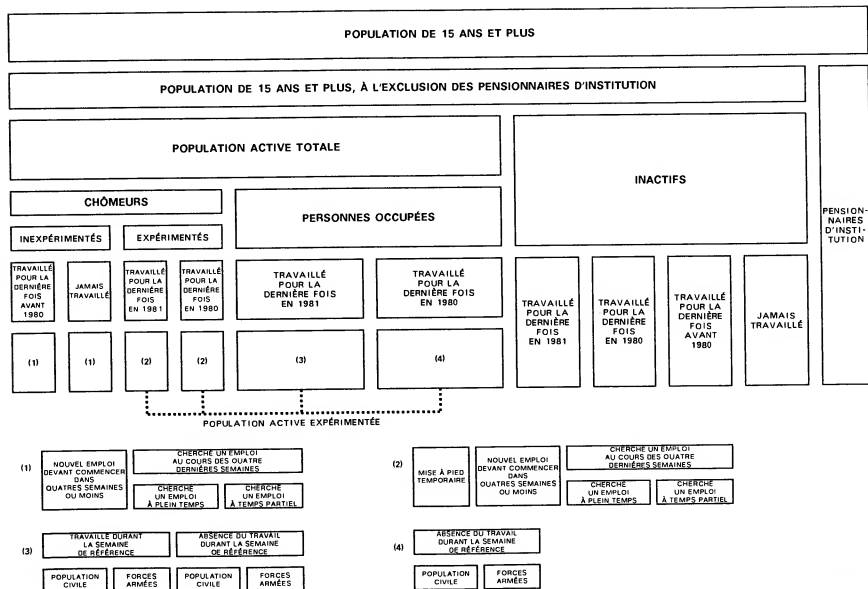 POPULATION DE 15 ANS ET PLUS
POPULATION DE 15 ANS ET PLUS, À L'EXCLUSION DES PENSIONNAIRES D'INSTITUTION
PENSION-
NAIRES
D'INSTI-
TUTION
POPULATION ACTIVE TOTALE
INACTIFS
CHÔMEURS
PERSONNES OCCUPÉES
INEXPÉRIMENTÉS
EXPÉRIMENTÉS
TRAVAILLÉ
POUR LA
DERNIÈRE
FOIS
AVANT
1980
JAMAIS
TRAVAILLÉ
TRAVAILLÉ
POUR LA
DERNIÈRE
FOIS
EN 1981
TRAVAILLÉ
POUR LA
DERNIÈRE
FOIS
EN 1980
TRAVAILLÉ
POUR LA
DERNIÈRE FOIS
EN 1981
TRAVAILLÉ
POUR LA
DERNIÈRE FOIS
EN 1980
TRAVAILLÉ
POUR LA
DERNIÈRE
FOIS
EN 1981
TRAVAILLÉ
POUR LA
DERNIÈRE
FOIS
EN 1980
TRAVAILLÉ
POUR LA
DERNIÈRE
FOIS
AVANT
1980
JAMAIS
TRAVAILLÉ
(1)
(1)
(2)
(2)
(3)
(4)
POPULATION ACTIVE EXPÉRIMENTÉE
(1)
NOUVEL EMPLOI
DEVANT COMMENCER
DANS
QUATRES SEMAINES
OU MOINS
CHERCHÉ UN EMPLOI
AU COURS DES QUATRE
DERNIÈRES SEMAINES
CHERCHÉ
UN EMPLOI
À PLEIN TEMPS
CHERCHÉ
UN EMPLOI
À TEMPS PARTIEL
(2)
MISE À PIED
TEMPORAIRE
NOUVEL EMPLOI
DEVANT COMMENCER
DANS
QUATRES SEMAINES
OU MOINS
CHERCHÉ UN EMPLOI
AU COURS DES QUATRE
DERNIÈRES SEMAINES
CHERCHÉ
UN EMPLOI
À PLEIN TEMPS
CHERCHÉ
UN EMPLOI
À TEMPS PARTIEL
(3)
TRAVAILLÉ DURANT
LA SEMAINE
DE RÉFÉRENCE
ABSENCE DU TRAVAIL
DURANT LA SEMAINE
DE RÉFÉRENCE
POPULATION
CIVILE
FORCES
ARMÉES
POPULATION
CIVILE
FORCES
ARMÉES
(4)
ABSENCE DU TRAVAIL
DURANT LA SEMAINE
DE RÉFÉRENCE
POPULATION
CIVILE
FORCES
ARMÉES